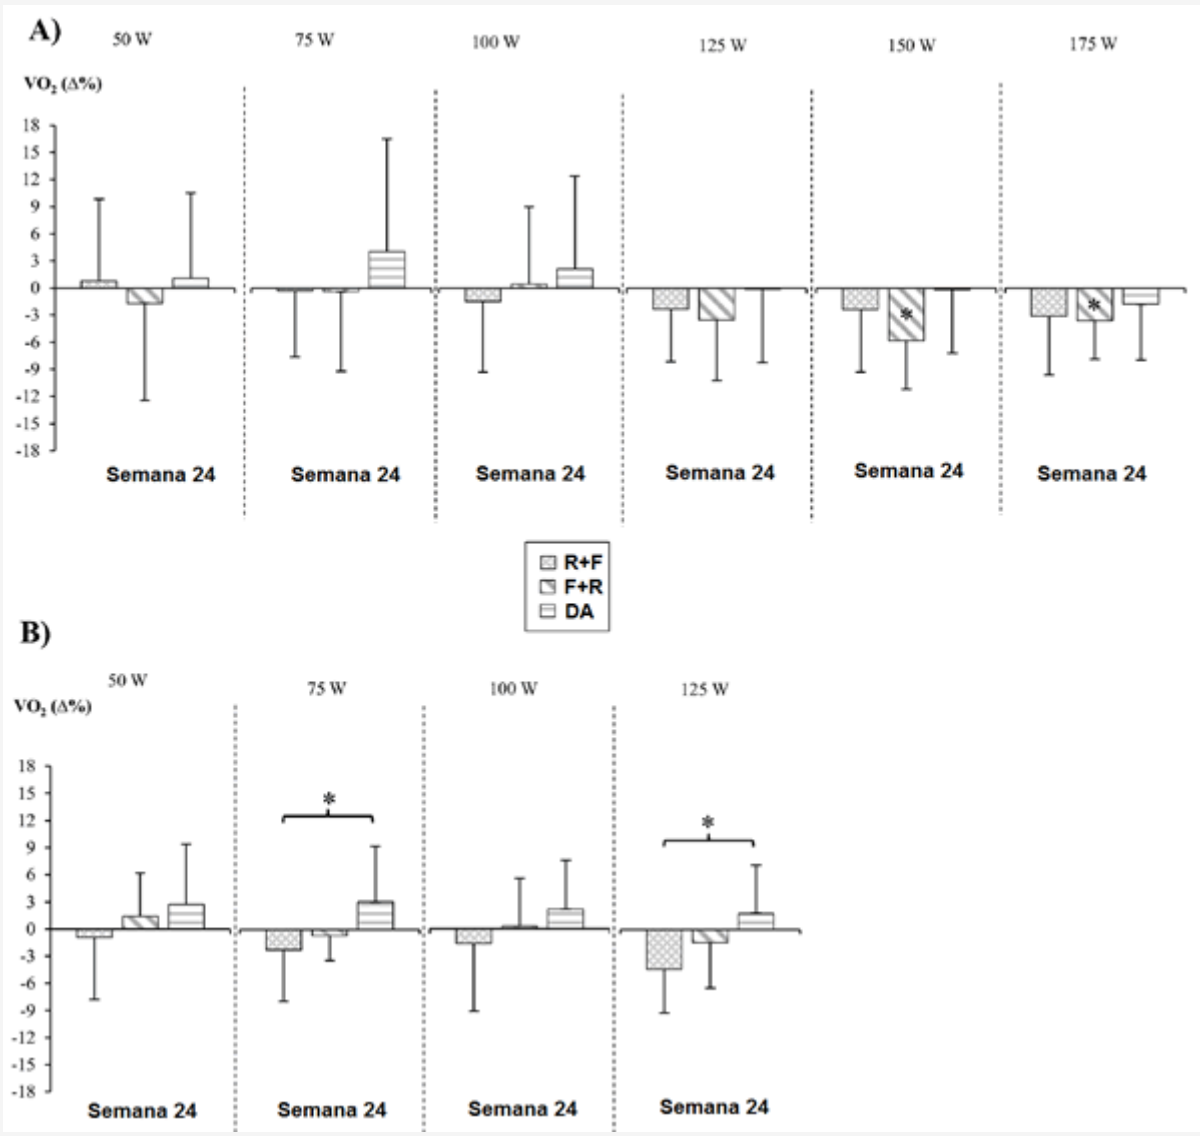 A)
50 W 75 W 100 W 125 W 150 W 175 W
VO₂ (Δ%)
18
15
12
9
6
3
0
-3
-6
-9
-12
-15
-18
* *
Semana 24 Semana 24 Semana 24 Semana 24 Semana 24 Semana 24
R+F
F+R
DA
B)
50 W 75 W 100 W 125 W
VO₂ (Δ%)
18
15
12
9
6
3
0
-3
-6
-9
-12
-15
-18
* *
Semana 24 Semana 24 Semana 24 Semana 24